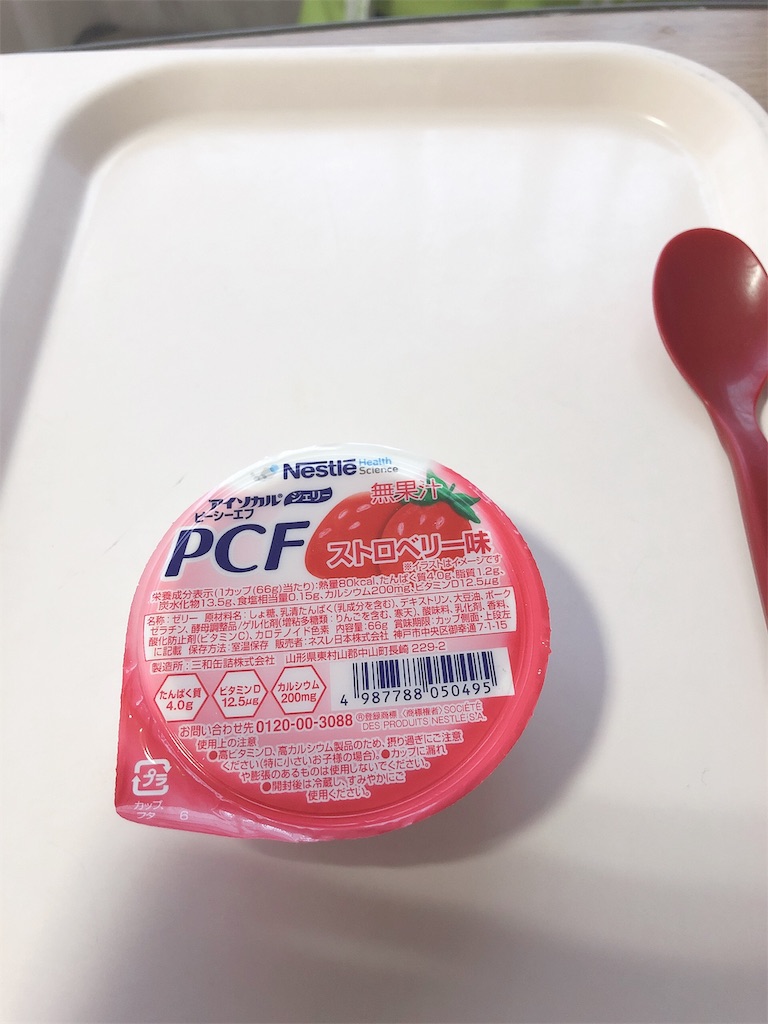 Nestlé Health Science
アイソカル® ジェリー
無果汁
ピーシーエフ
PCF
ストロベリー味
※イラストはイメージです
栄養成分表示(1カップ(66g)当たり):熱量80kcal、たんぱく質4.0g、脂質1.2g、
炭水化物13.5g、食塩相当量0.15g、カルシウム200mg、ビタミンD12.5μg
名称:ゼリー 原材料名:しょ糖、乳清たんぱく(乳成分を含む)、デキストリン、大豆油、ポーク
ゼラチン、酵母調整品/ゲル化剤(増粘多糖類:りんごを含む、寒天)、酸味料、乳化剤、香料、
酸化防止剤(ビタミンC)、カロテノイド色素 内容量:66g 賞味期限:カップ側面・上段左
に記載 保存方法:室温保存 販売者:ネスレ日本株式会社 神戸市中央区御幸通7-1-15
製造所:三和缶詰株式会社 山形県東村山郡中山町長崎 229-2
たんぱく質 4.0g
ビタミンD 12.5μg
カルシウム 200mg
4 987788 050495
お問い合わせ先 0120-00-3088
®登録商標 (商標権者) SOCIÉTÉ
DES PRODUITS NESTLÉ S.A.
使用上の注意
●高ビタミンD、高カルシウム製品のため、摂り過ぎにご注意
ください(特に小さいお子様の場合)。●カップに漏れ
や膨張のあるものは使用しないでください。
●開封後は冷蔵し、すみやかにご
使用ください。
プラ
カップ、
フタ
6